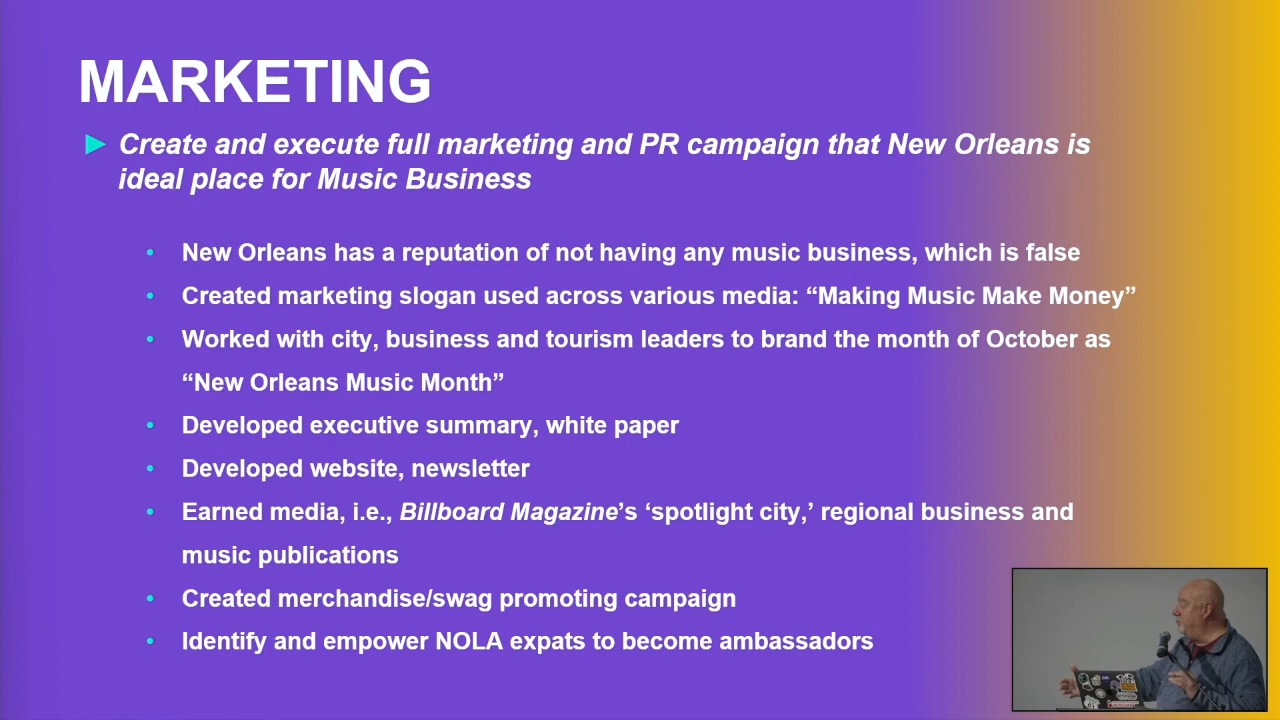 MARKETING
► Create and execute full marketing and PR campaign that New Orleans is
ideal place for Music Business
• New Orleans has a reputation of not having any music business, which is false
• Created marketing slogan used across various media: “Making Music Make Money”
• Worked with city, business and tourism leaders to brand the month of October as
“New Orleans Music Month”
• Developed executive summary, white paper
• Developed website, newsletter
• Earned media, i.e., Billboard Magazine’s ‘spotlight city,’ regional business and
music publications
• Created merchandise/swag promoting campaign
• Identify and empower NOLA expats to become ambassadors